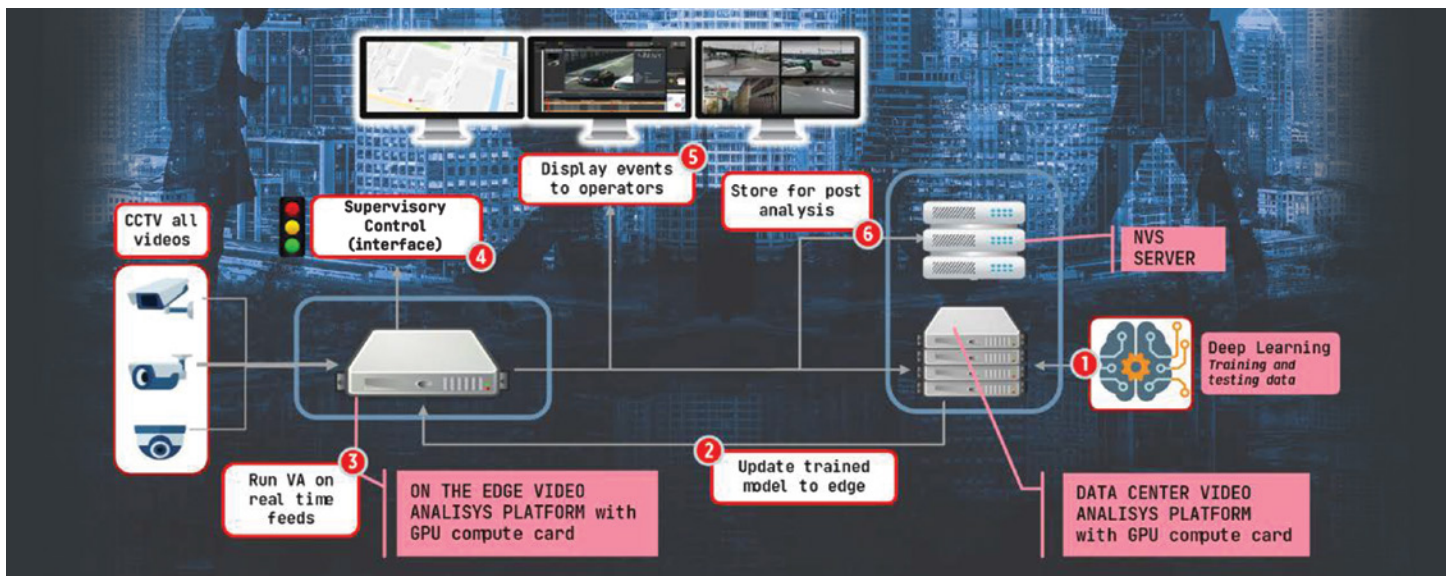 Display events
to operators
5
Store for post
analysis
6
CCTV all
videos
Supervisory
Control
(interface)
4
NVS
SERVER
1
Deep Learning
Training and
testing data
2
Update trained
model to edge
3
Run VA on
real time
feeds
ON THE EDGE VIDEO
ANALISYS PLATFORM with
GPU compute card
DATA CENTER VIDEO
ANALISYS PLATFORM
with GPU compute card